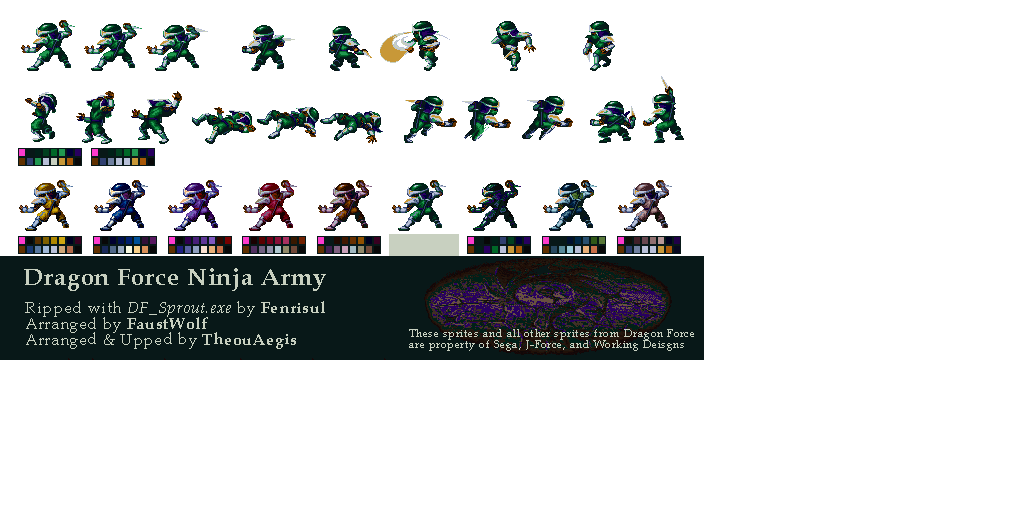 Dragon Force Ninja Army
Ripped with DF_Sprout.exe by Fenrisul
Arranged by FaustWolf
Arranged & Upped by TheouAegis
These sprites and all other sprites from Dragon Force
are property of Sega, J-Force, and Working Deisgns